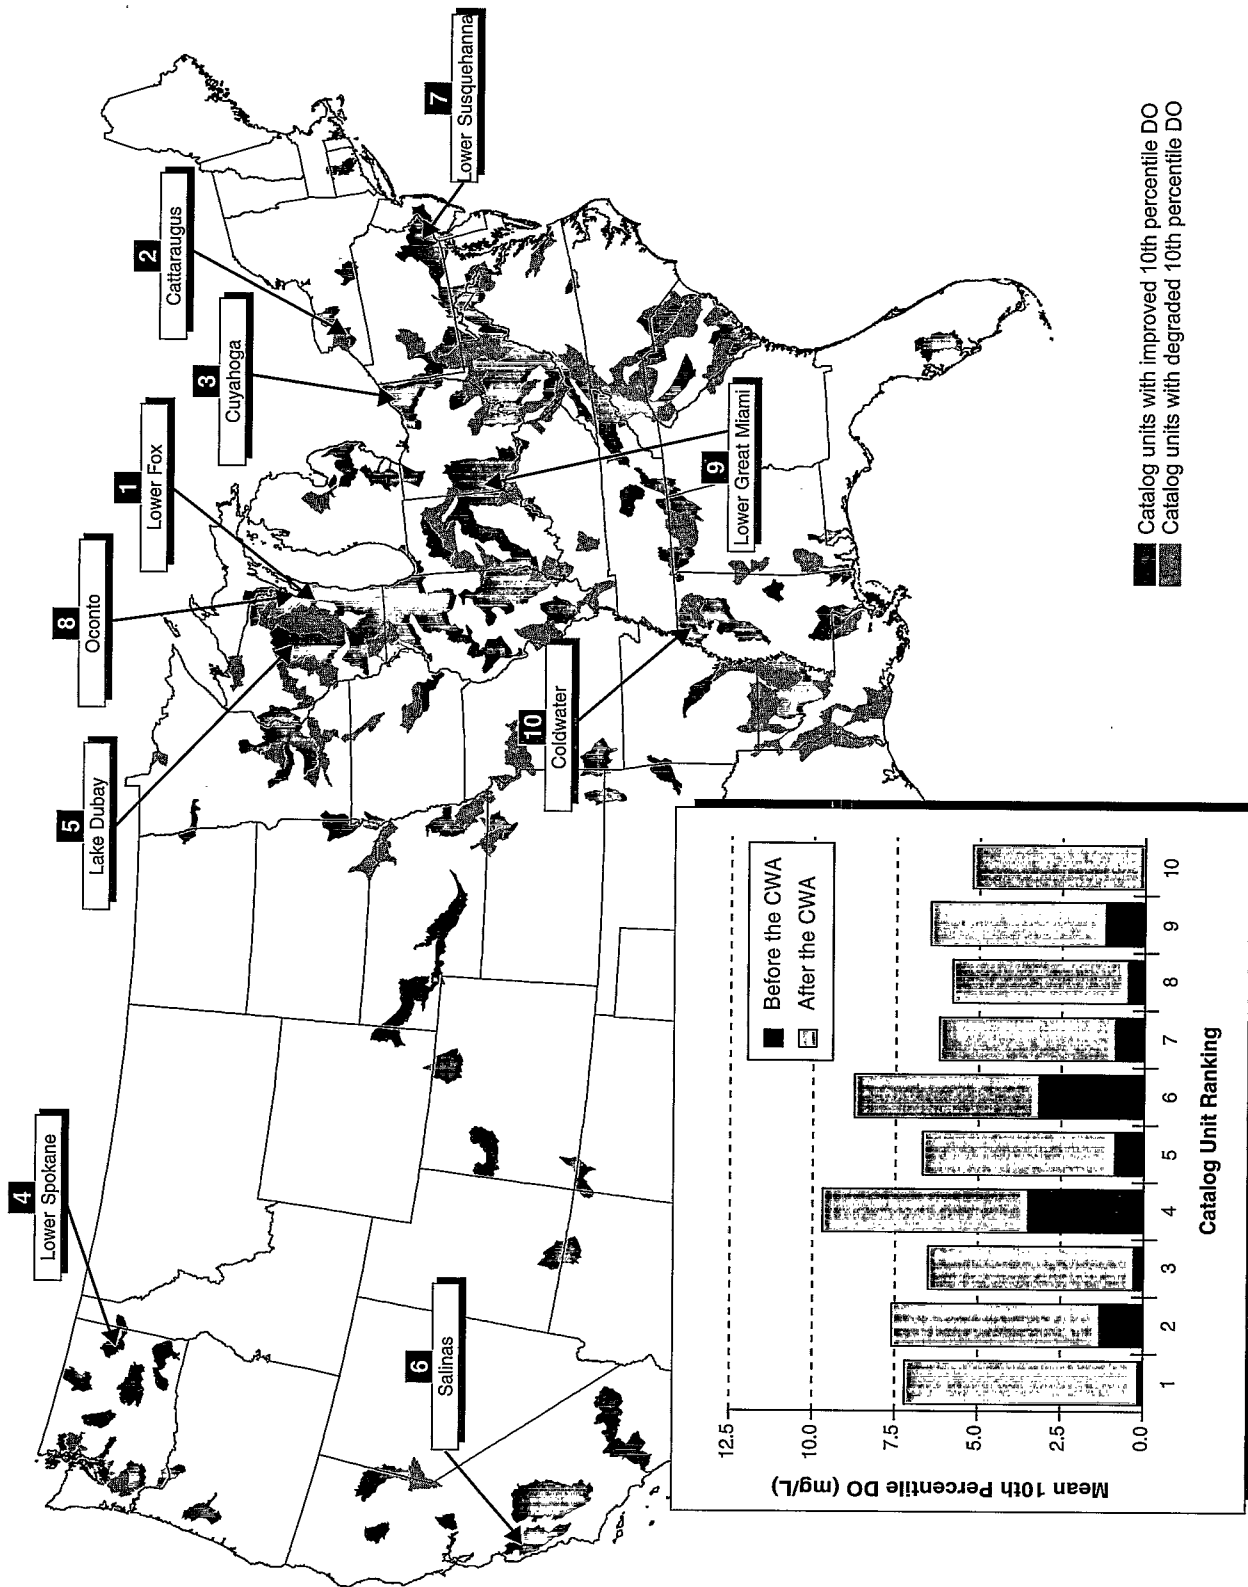 4
Lower Spokane
5
Lake Dubay
8
Oconto
1
Lower Fox
3
Cuyahoga
2
Cattaraugus
7
Lower Susquehanna
6
Salinas
10
Coldwater
9
Lower Great Miami
Catalog units with improved 10th percentile DO
Catalog units with degraded 10th percentile DO
Mean 10th Percentile DO (mg/L)
12.5
10.0
7.5
5.0
2.5
0.0
Before the CWA
After the CWA
1 2 3 4 5 6 7 8 9 10
Catalog Unit Ranking